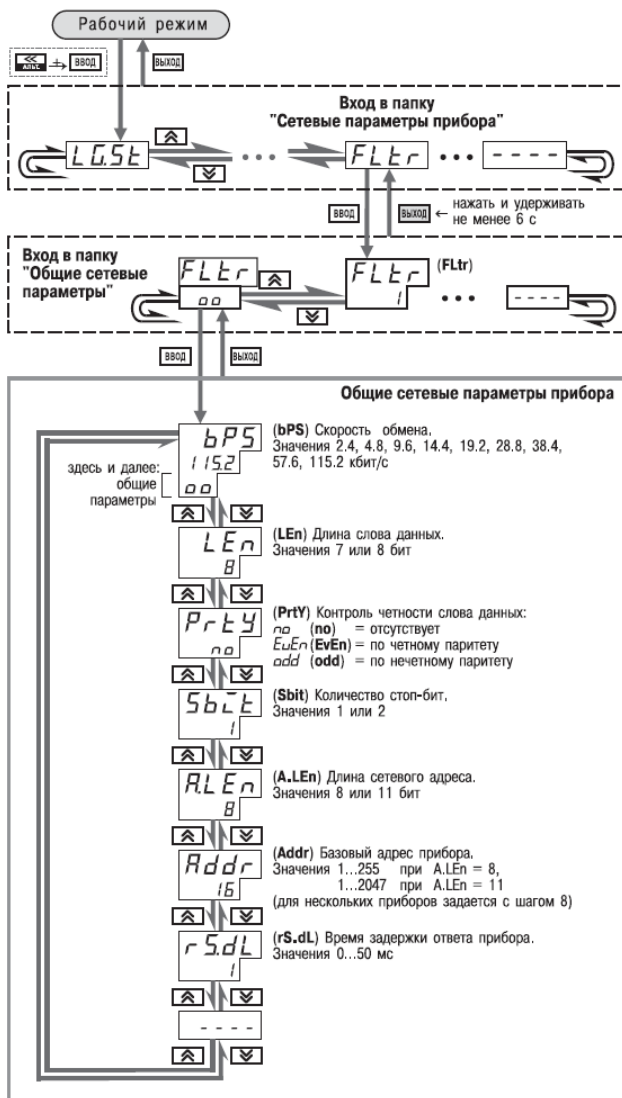 Рабочий режим
≪
АЛЬТ.
ВВОД
ВЫХОД
Вход в папку
"Сетевые параметры прибора"
LG.St
FLtr
- - - -
ВВОД
ВЫХОД
← нажать и удерживать
не менее 6 с
Вход в папку
"Общие сетевые
параметры"
FLtr
oo
FLtr
1
(FLtr)
- - - -
ВВОД
ВЫХОД
Общие сетевые параметры прибора
bPS
115.2
oo
здесь и далее:
общие
параметры
(bPS) Скорость обмена.
Значения 2.4, 4.8, 9.6, 14.4, 19.2, 28.8, 38.4,
57.6, 115.2 кбит/с
LEn
8
(LEn) Длина слова данных.
Значения 7 или 8 бит
PrtY
no
(PrtY) Контроль четности слова данных:
no (no) = отсутствует
EvEn (EvEn) = по четному паритету
odd (odd) = по нечетному паритету
Sbit
1
(Sbit) Количество стоп-бит.
Значения 1 или 2
A.LEn
8
(A.LEn) Длина сетевого адреса.
Значения 8 или 11 бит
Addr
16
(Addr) Базовый адрес прибора.
Значения 1...255 при A.LEn = 8,
1...2047 при A.LEn = 11
(для нескольких приборов задается с шагом 8)
rS.dL
1
(rS.dL) Время задержки ответа прибора.
Значения 0...50 мс
- - - -